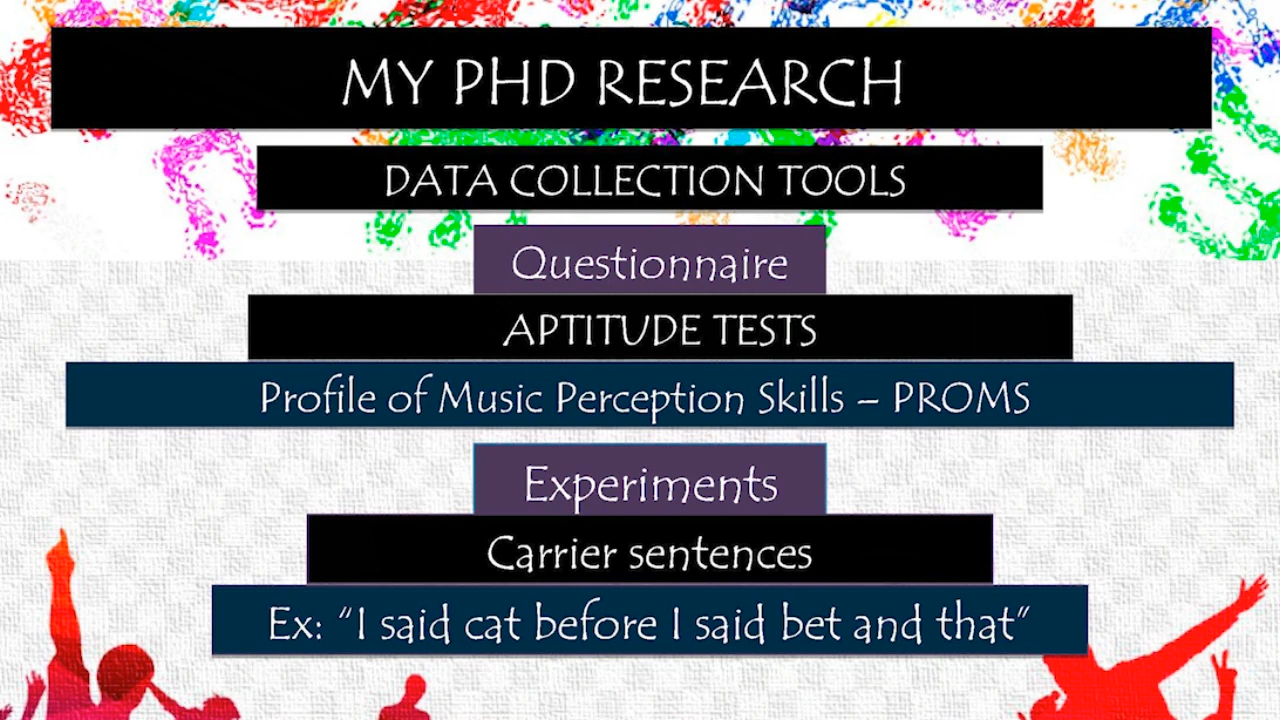 MY PHD RESEARCH
DATA COLLECTION TOOLS
Questionnaire
APTITUDE TESTS
Profile of Music Perception Skills – PROMS
Experiments
Carrier sentences
Ex: “I said cat before I said bet and that”